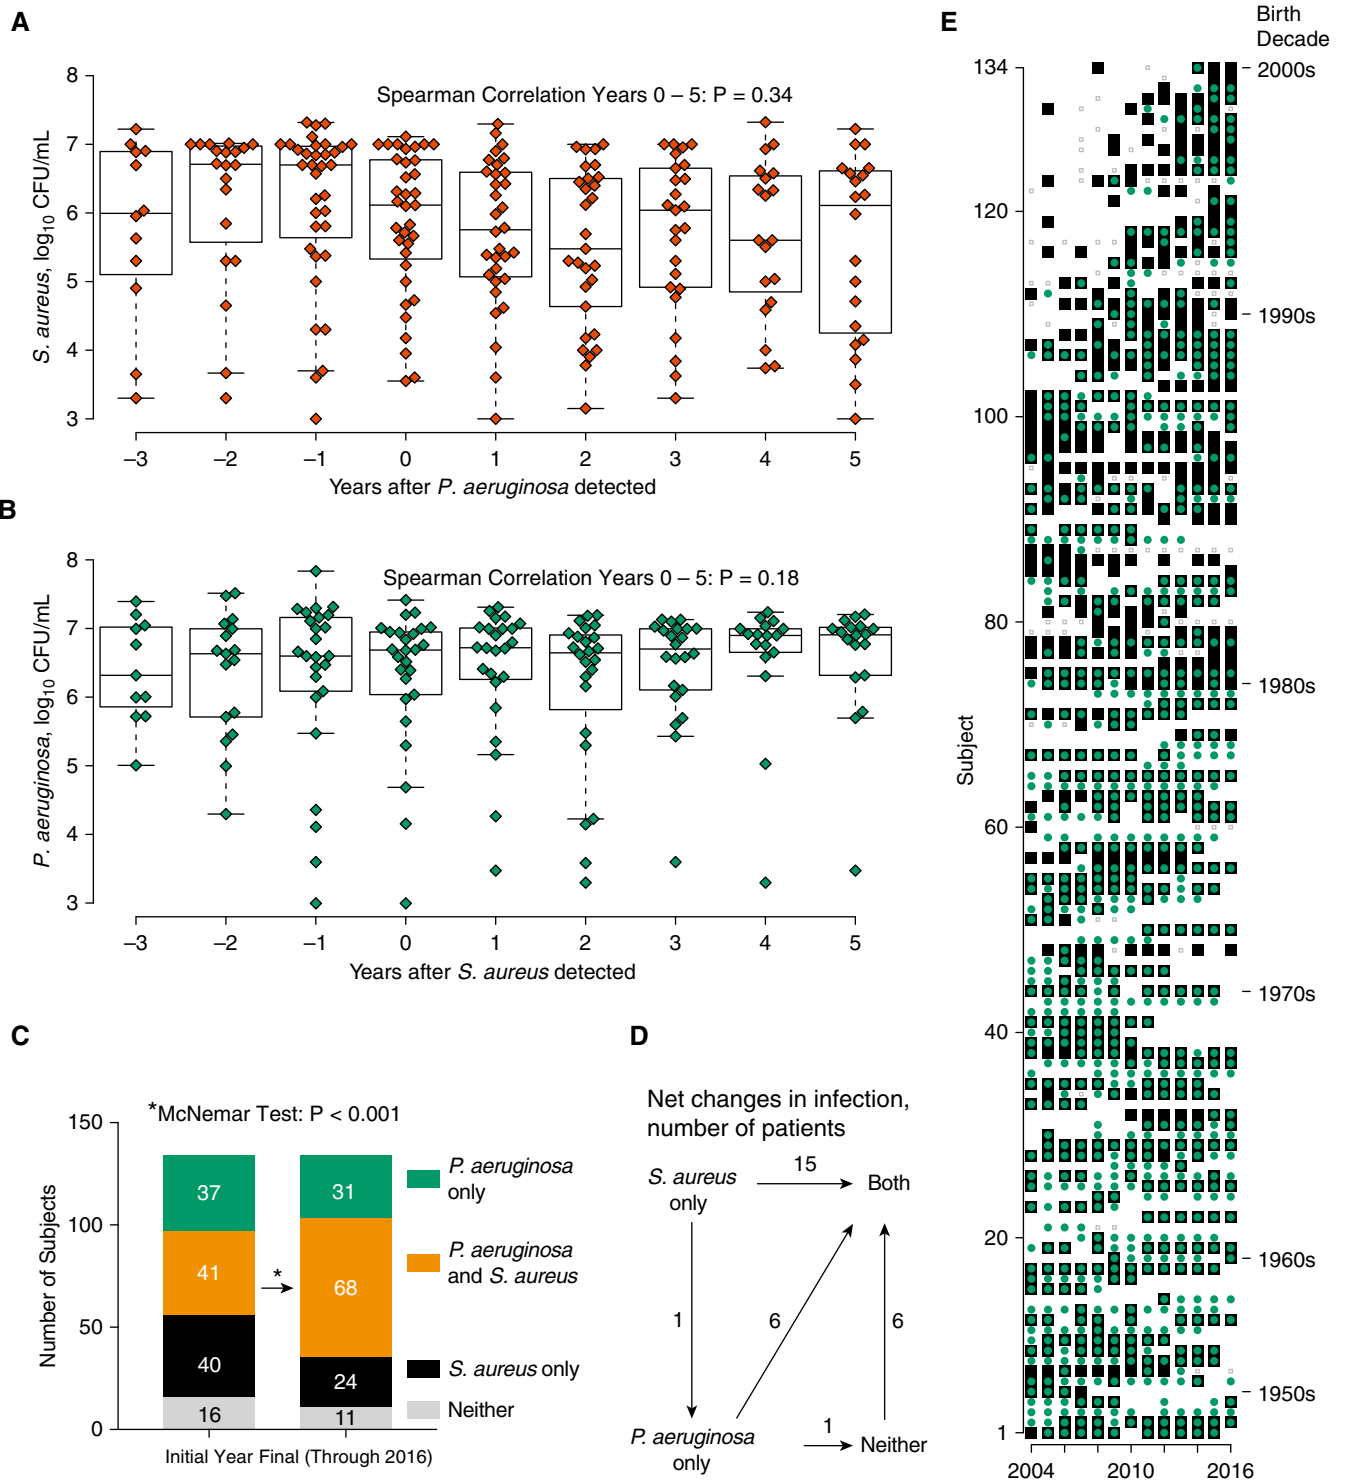 A
8
7
6
5
4
3
S. aureus, log10 CFU/mL
Spearman Correlation Years 0 – 5: P = 0.34
–3 –2 –1 0 1 2 3 4 5
Years after P. aeruginosa detected
B
8
7
6
5
4
3
P. aeruginosa, log10 CFU/mL
Spearman Correlation Years 0 – 5: P = 0.18
–3 –2 –1 0 1 2 3 4 5
Years after S. aureus detected
C
*McNemar Test: P < 0.001
150
100
50
0
Number of Subjects
37
41
40
16
*
31
68
24
11
Initial Year Final (Through 2016)
P. aeruginosa
only
P. aeruginosa
and S. aureus
S. aureus only
Neither
D
Net changes in infection,
number of patients
S. aureus
only
15
Both
1
6
6
P. aeruginosa
only
1
Neither
E
Birth
Decade
134
120
100
80
60
40
20
1
Subject
2000s
1990s
1980s
1970s
1960s
1950s
2004 2010 2016